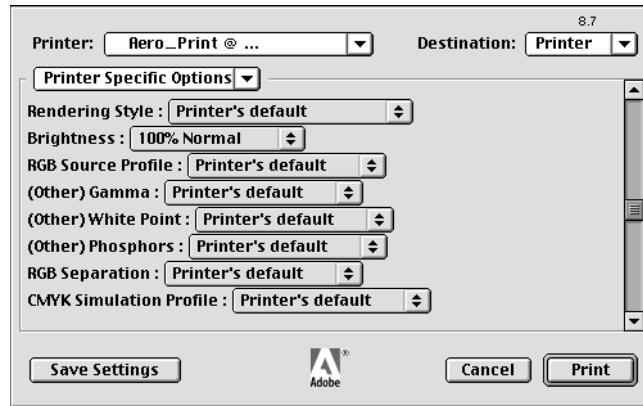 8.7
Printer: Aero_Print @ ... Destination: Printer
Printer Specific Options
Rendering Style : Printer's default
Brightness : 100% Normal
RGB Source Profile : Printer's default
(Other) Gamma : Printer's default
(Other) White Point : Printer's default
(Other) Phosphors : Printer's default
RGB Separation : Printer's default
CMYK Simulation Profile : Printer's default
Save Settings Adobe® Cancel Print